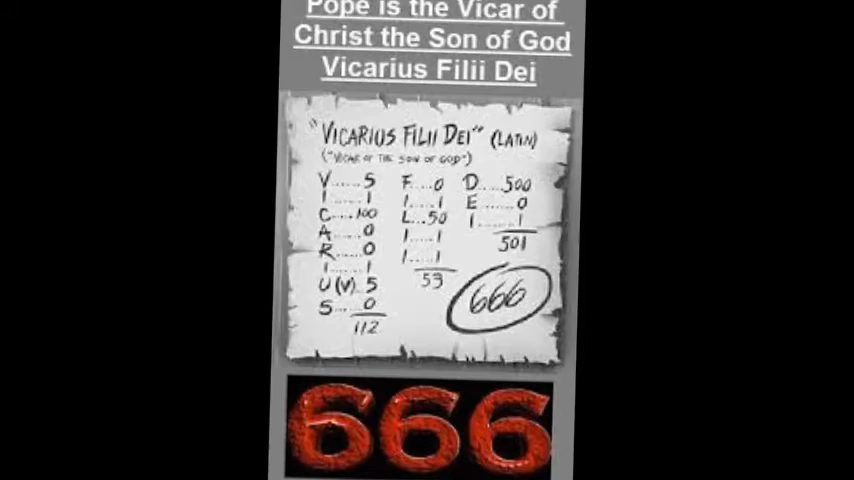 Pope is the Vicar of
Christ the Son of God
Vicarius Filii Dei
"VICARIUS FILII DEI" (LATIN)
("VICAR OF THE SON OF GOD")
V......5
I......1
C....100
A......0
R......0
I......1
U(V)..5
S....0
112
F....0
I....1
L...50
I....1
I....1
53
D....500
E......0
I......1
501
666
666